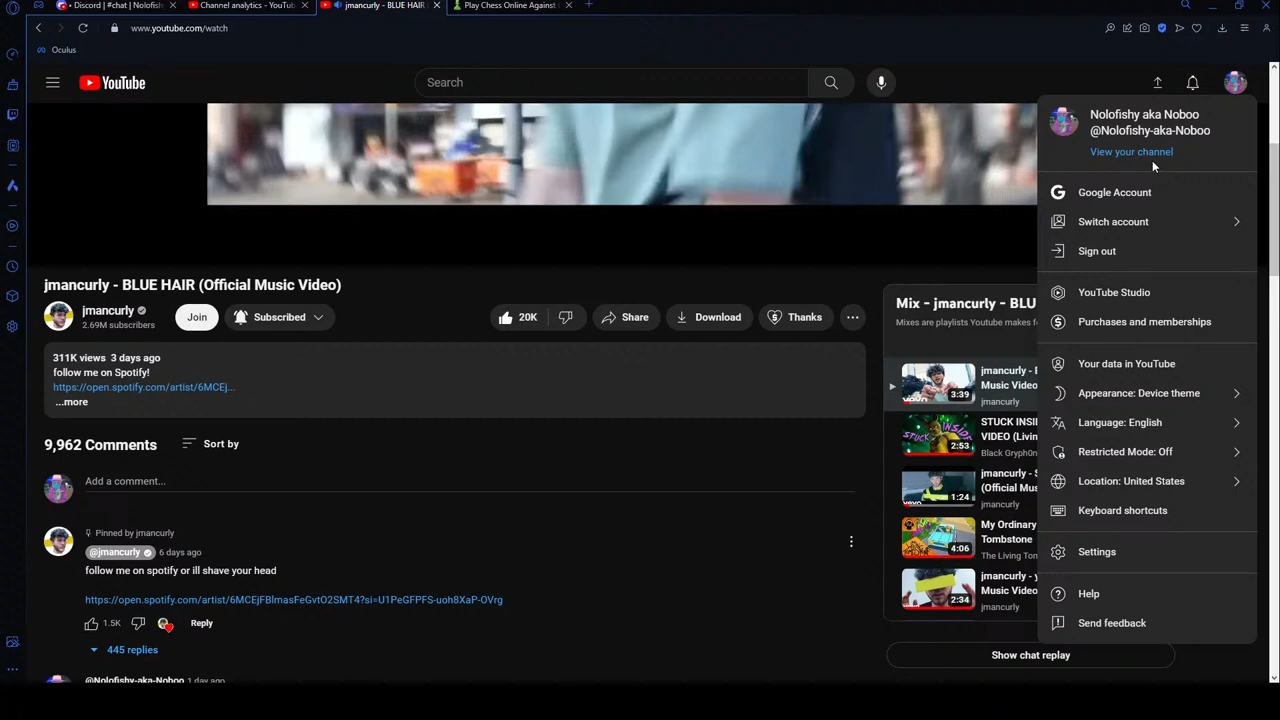 Discord | #chat | Nolofish
Channel analytics - YouTube
jmancurly - BLUE HAIR
Play Chess Online Against
www.youtube.com/watch
Oculus
YouTube
Search
Nolofishy aka Noboo
@Nolofishy-aka-Noboo
View your channel
Google Account
Switch account
Sign out
YouTube Studio
Purchases and memberships
Your data in YouTube
Appearance: Device theme
Language: English
Restricted Mode: Off
Location: United States
Keyboard shortcuts
Settings
Help
Send feedback
jmancurly - BLUE HAIR (Official Music Video)
jmancurly
2.69M subscribers
Join
Subscribed
20K
Share
Download
Thanks
311K views 3 days ago
follow me on Spotify!
https://open.spotify.com/artist/6MCEj...
...more
9,962 Comments
Sort by
Add a comment...
Pinned by jmancurly
@jmancurly 6 days ago
follow me on spotify or ill shave your head
https://open.spotify.com/artist/6MCEjFBlmasFeGvtO2SMT4?si=U1PeGFPFS-uoh8XaP-OVrg
1.5K
Reply
445 replies
@Nolofishy-aka-Noboo 1 day ago
Mix - jmancurly - BLU
Mixes are playlists Youtube makes f
jmancurly - B
Music Video
jmancurly
3:39
STUCK INSI
VIDEO (Livin
Black Gryph0n
2:53
jmancurly - S
(Official Mus
jmancurly
1:24
My Ordinary
Tombstone
The Living Tom
4:06
jmancurly - y
Music Video
jmancurly
2:34
Show chat replay